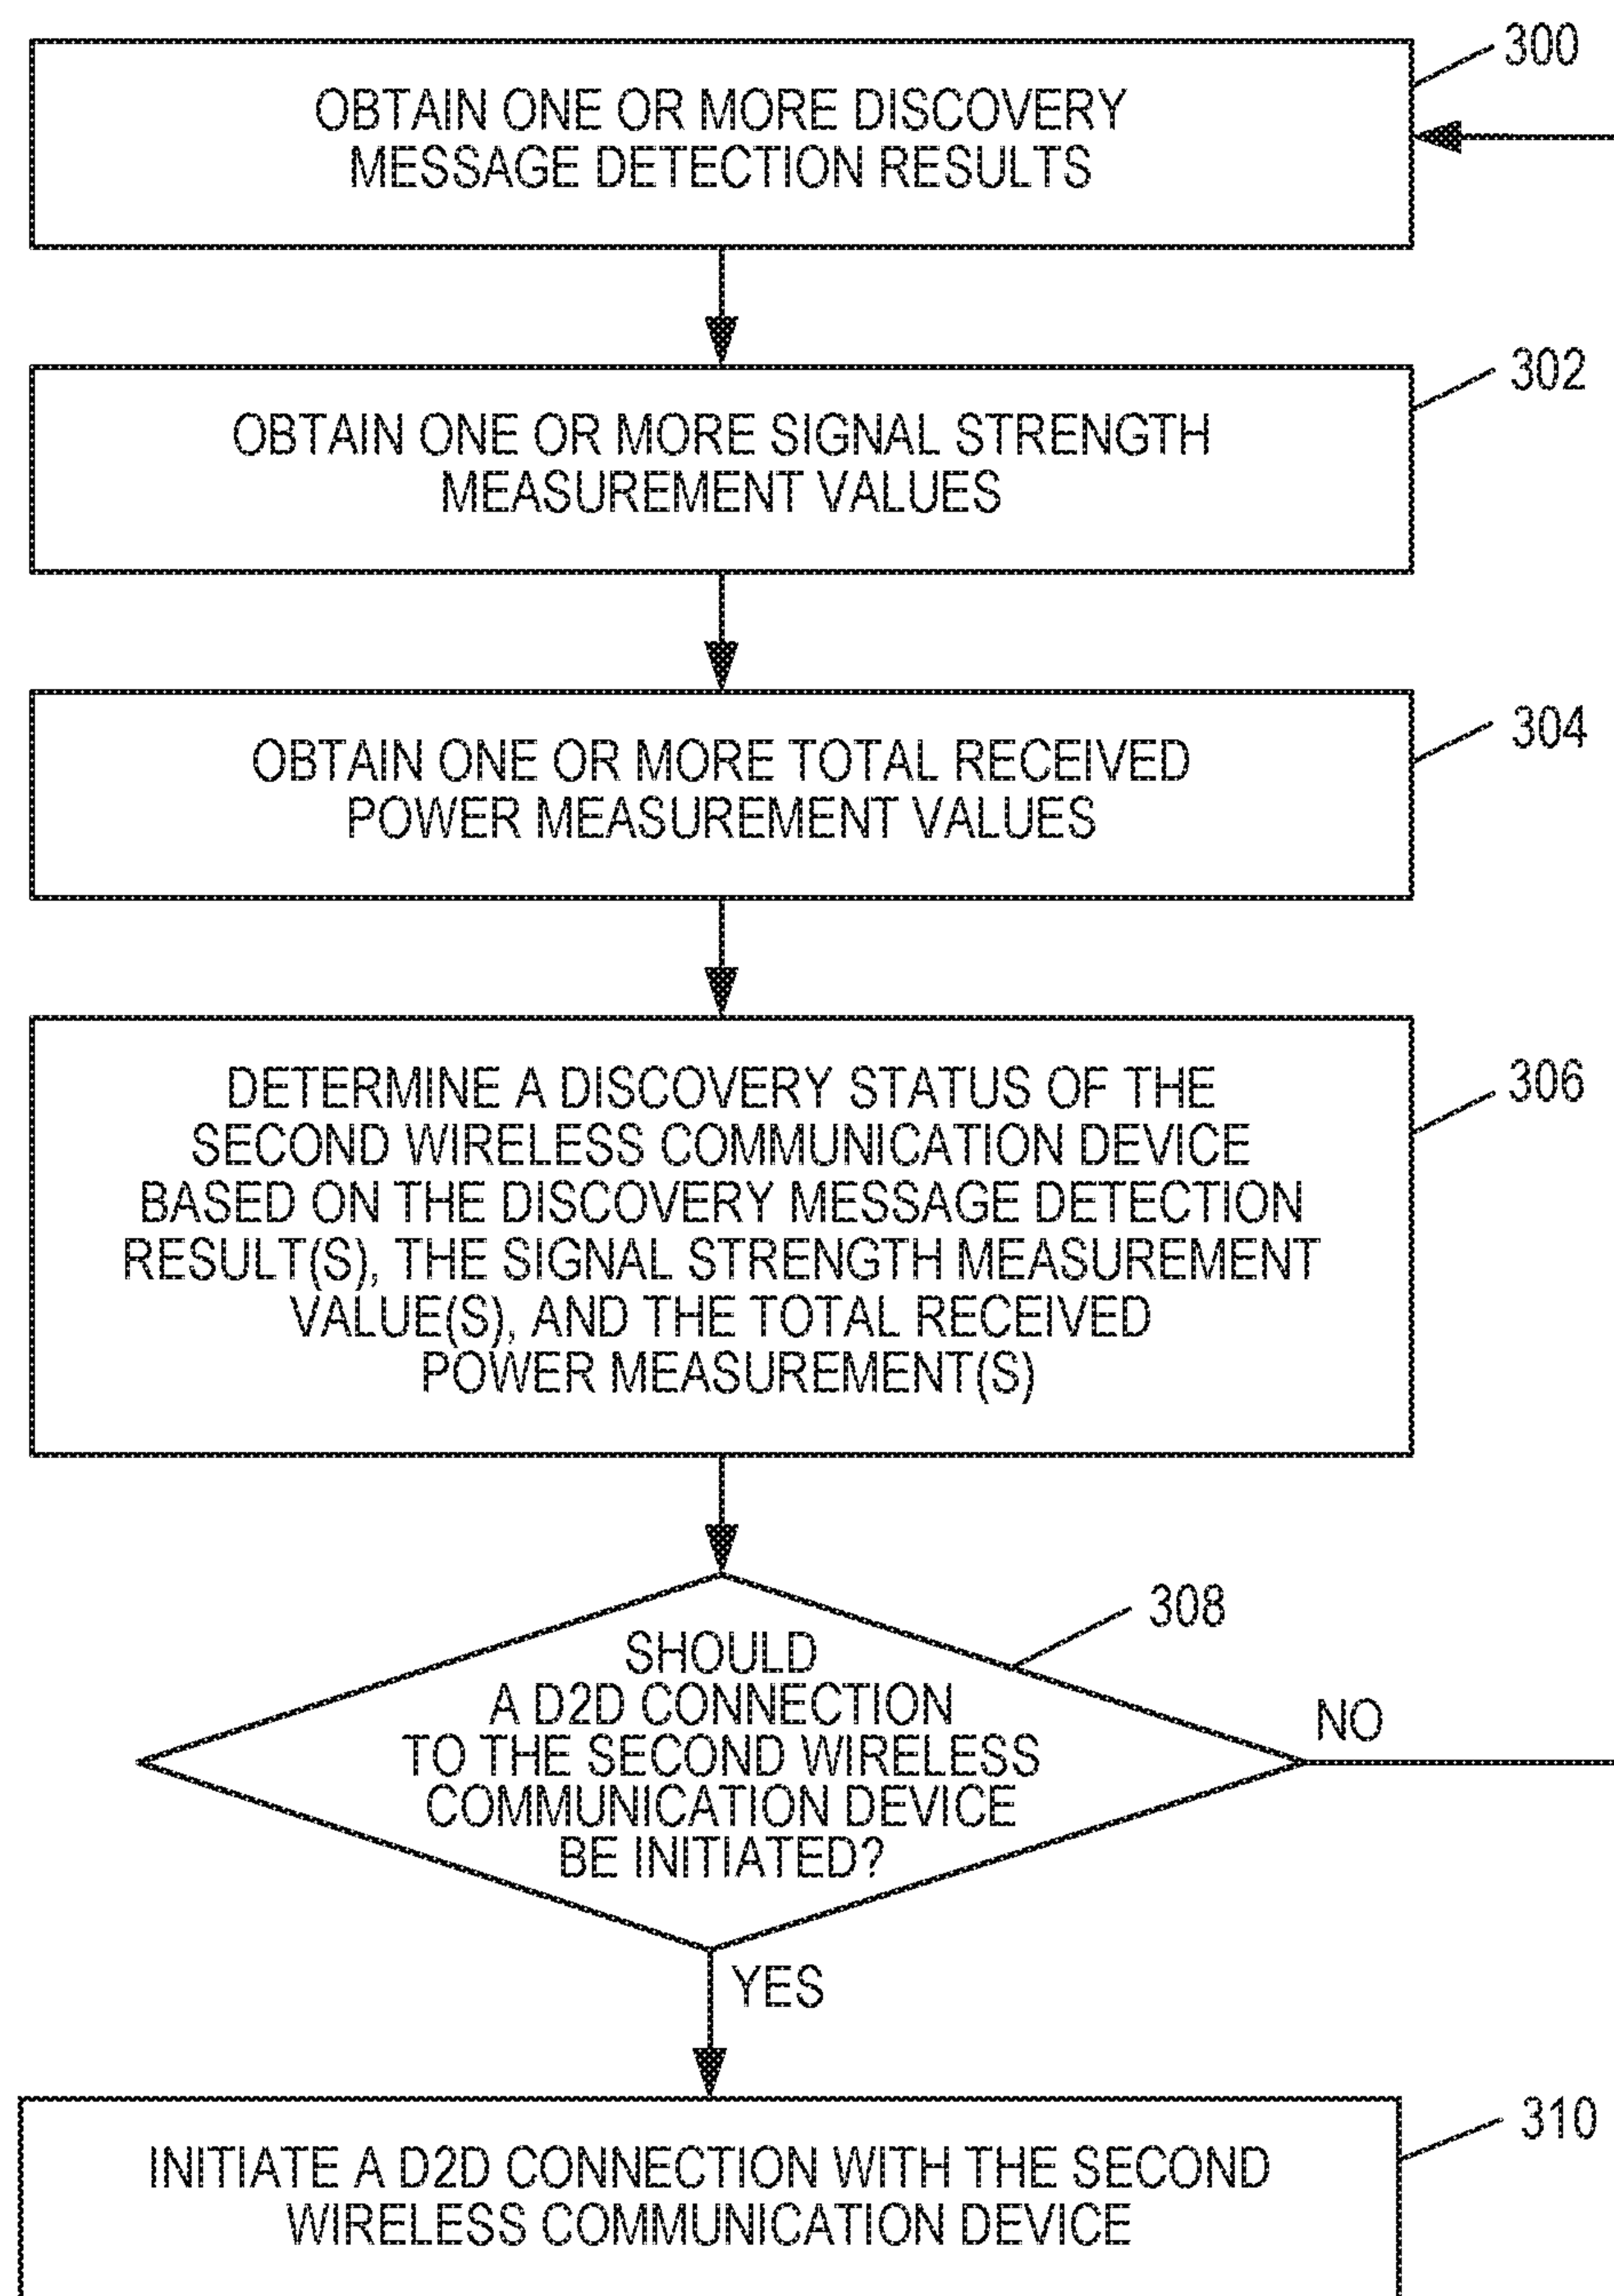 300
OBTAIN ONE OR MORE DISCOVERY
MESSAGE DETECTION RESULTS
302
OBTAIN ONE OR MORE SIGNAL STRENGTH
MEASUREMENT VALUES
304
OBTAIN ONE OR MORE TOTAL RECEIVED
POWER MEASUREMENT VALUES
306
DETERMINE A DISCOVERY STATUS OF THE
SECOND WIRELESS COMMUNICATION DEVICE
BASED ON THE DISCOVERY MESSAGE DETECTION
RESULT(S), THE SIGNAL STRENGTH MEASUREMENT
VALUE(S), AND THE TOTAL RECEIVED
POWER MEASUREMENT(S)
308
SHOULD
A D2D CONNECTION
TO THE SECOND WIRELESS
COMMUNICATION DEVICE
BE INITIATED?
NO
YES
310
INITIATE A D2D CONNECTION WITH THE SECOND
WIRELESS COMMUNICATION DEVICE